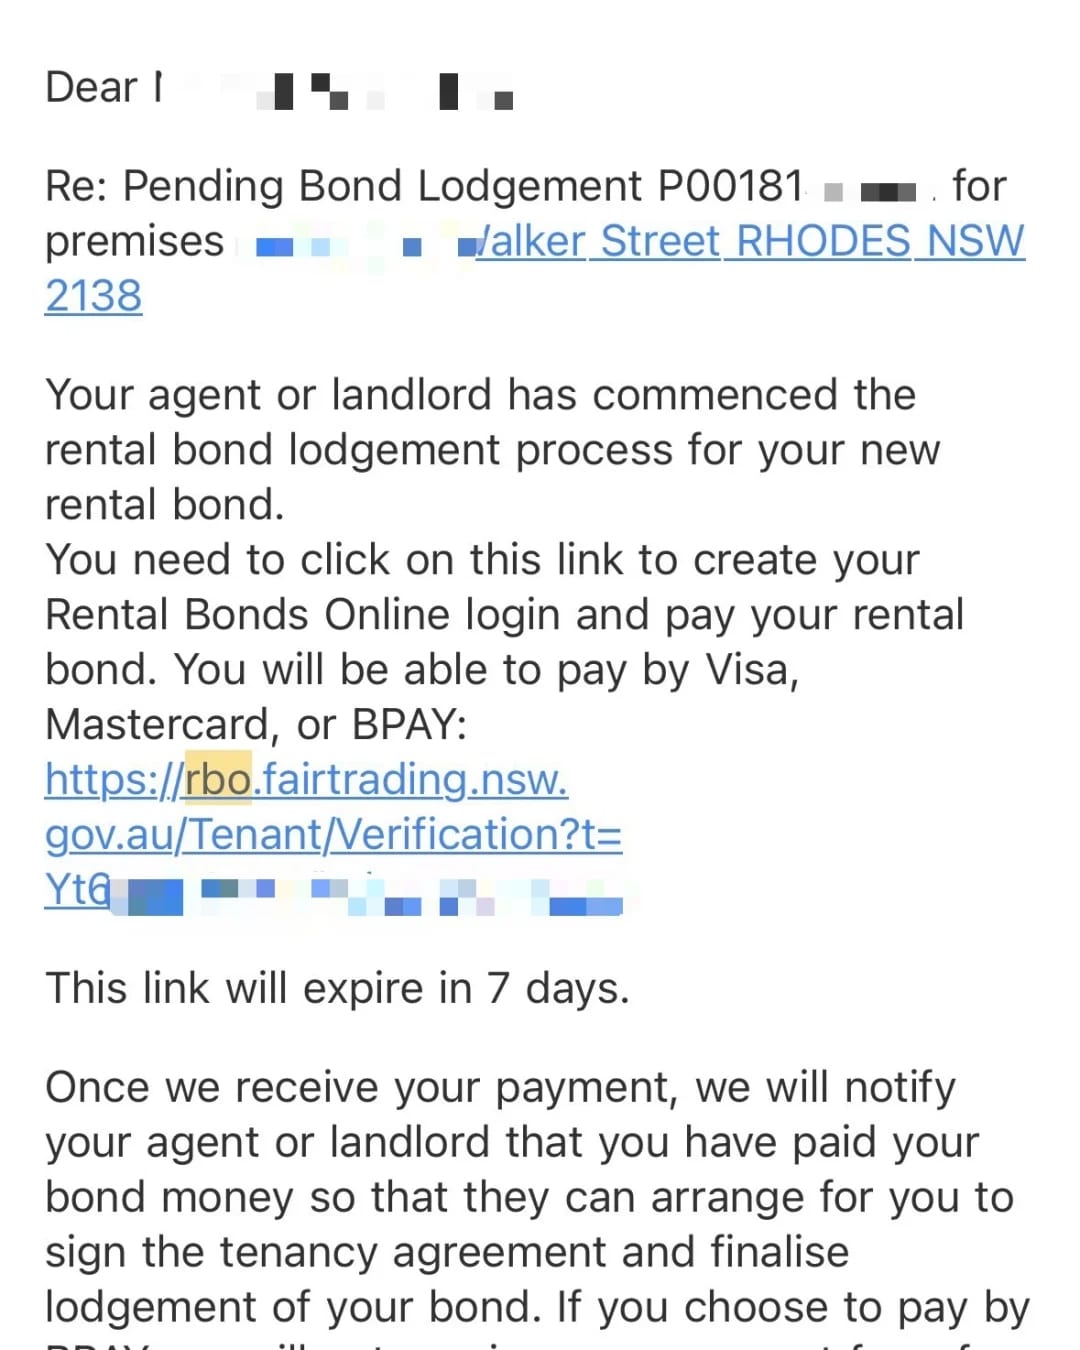 Dear
Re: Pending Bond Lodgement P00181 for
premises alker Street RHODES NSW
2138
Your agent or landlord has commenced the
rental bond lodgement process for your new
rental bond.
You need to click on this link to create your
Rental Bonds Online login and pay your rental
bond. You will be able to pay by Visa,
Mastercard, or BPAY:
https://rbo.fairtrading.nsw.
gov.au/Tenant/Verification?t=
Yt6
This link will expire in 7 days.
Once we receive your payment, we will notify
your agent or landlord that you have paid your
bond money so that they can arrange for you to
sign the tenancy agreement and finalise
lodgement of your bond. If you choose to pay by